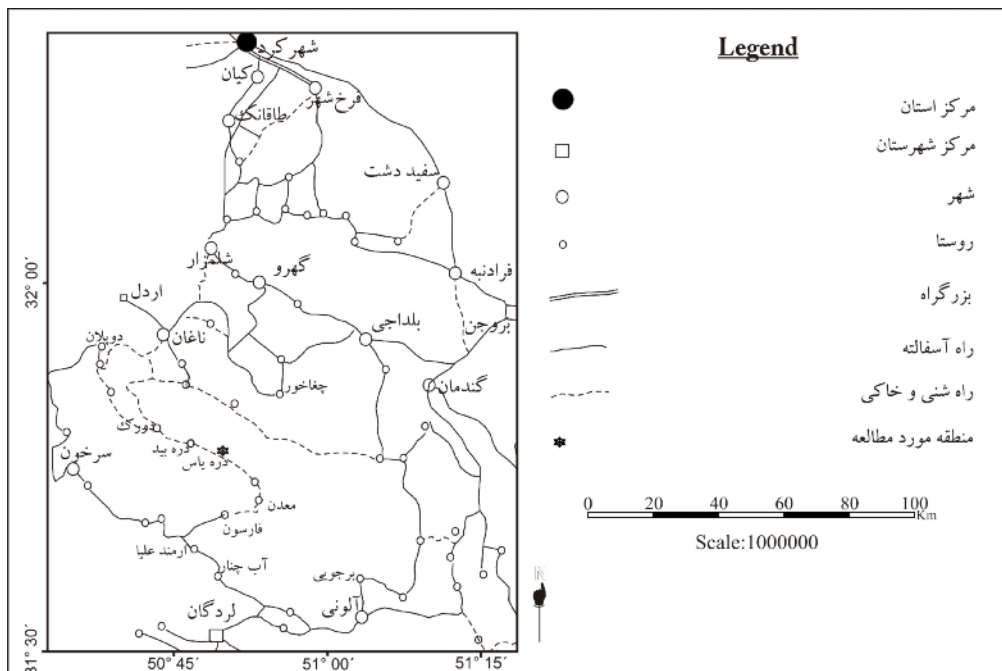 شهر کرد
کیان
فرخ شهر
طاقانک
سفید دشت
شلمزار
گهرو
فرادنبه
اردل
بروجن
ناغان
بلداجی
دوپلان
چغاخور
گندمان
دورک
دره بید
دره یاس
سرخون
معدن
فارسون
ارمند علیا
آب چنار
برجویی
آلونی
لردگان
32° 00´
31° 30´
50° 45´
51° 00´
51° 15´
Legend
مرکز استان
مرکز شهرستان
شهر
روستا
بزرگراه
راه آسفالته
راه شنی و خاکی
منطقه مورد مطالعه
0 20 40 60 80 100
Km
Scale:1000000
N